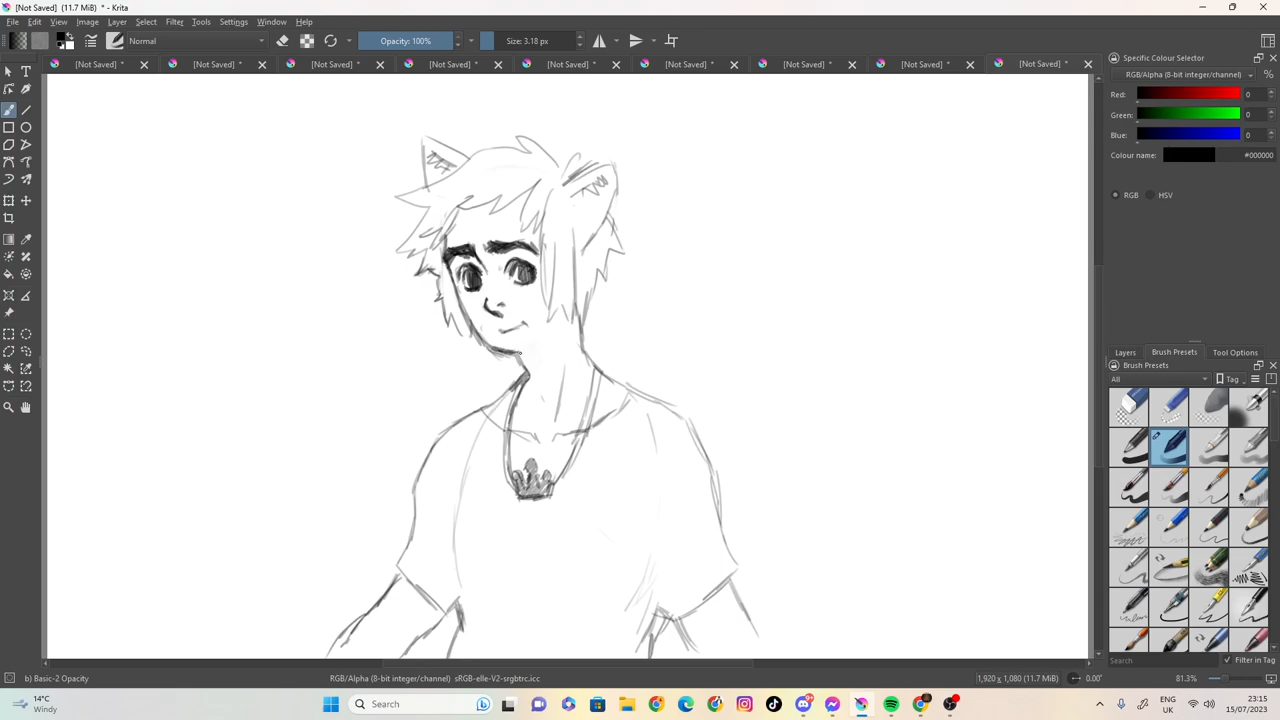 [Not Saved] (11.7 MiB) * - Krita
File Edit View Image Layer Select Filter Tools Settings Window Help
Normal Opacity: 100% Size: 3.18 px
[Not Saved] * [Not Saved] * [Not Saved] * [Not Saved] * [Not Saved] * [Not Saved] * [Not Saved] * [Not Saved] * [Not Saved] *
Specific Colour Selector
RGB/Alpha (8-bit integer/channel) %
Red: 0
Green: 0
Blue: 0
Colour name: #000000
RGB HSV
Layers Brush Presets Tool Options
Brush Presets
All Tag
Search Filter in Tag
b) Basic-2 Opacity RGB/Alpha (8-bit integer/channel) sRGB-elle-V2-srgbtrc.icc 1,920 x 1,080 (11.7 MiB) 0.00° 81.3%
14°C
Windy
Search
9+
ENG
UK
23:15
15/07/2023